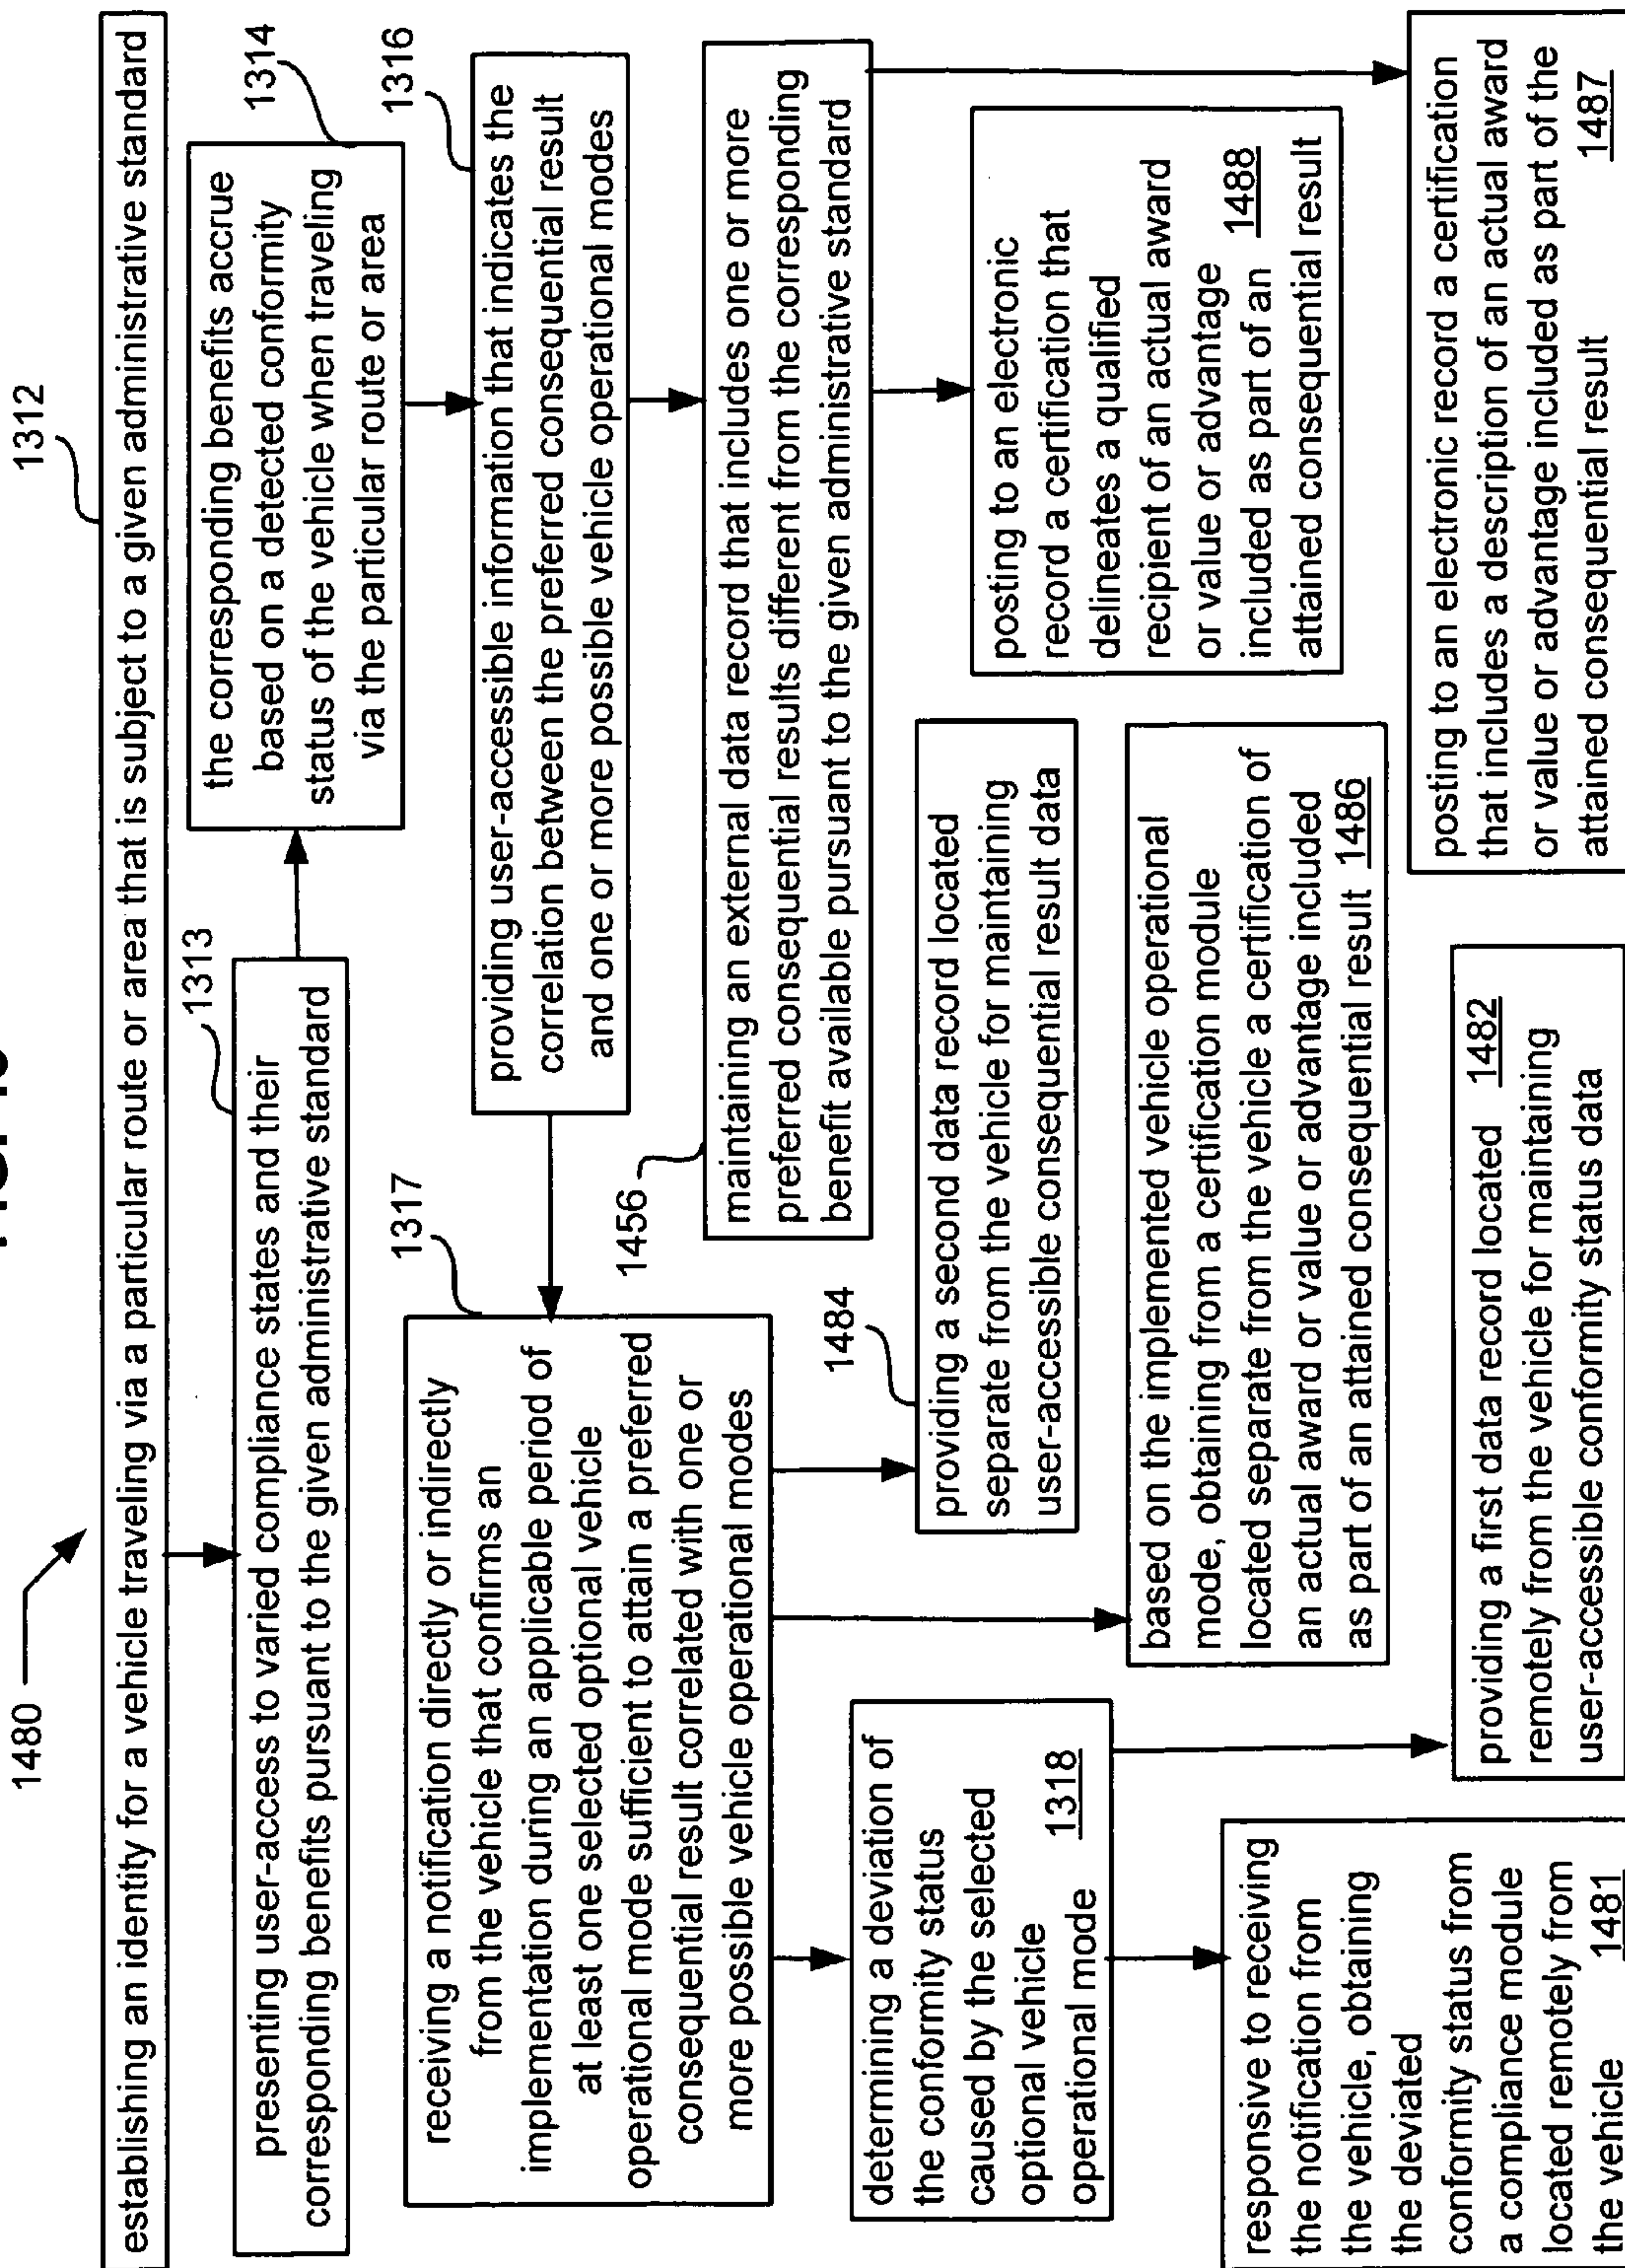 1480
1312
establishing an identity for a vehicle traveling via a particular route or area that is subject to a given administrative standard
1313
presenting user-access to varied compliance states and their
corresponding benefits pursuant to the given administrative standard
1314
the corresponding benefits accrue
based on a detected conformity
status of the vehicle when traveling
via the particular route or area
1316
providing user-accessible information that indicates the
correlation between the preferred consequential result
and one or more possible vehicle operational modes
1317
receiving a notification directly or indirectly
from the vehicle that confirms an
implementation during an applicable period of
at least one selected optional vehicle
operational mode sufficient to attain a preferred
consequential result correlated with one or
more possible vehicle operational modes
1456
maintaining an external data record that includes one or more
preferred consequential results different from the corresponding
benefit available pursuant to the given administrative standard
1484
providing a second data record located
separate from the vehicle for maintaining
user-accessible consequential result data
posting to an electronic
record a certification that
delineates a qualified
recipient of an actual award
or value or advantage
included as part of an 1488
attained consequential result
determining a deviation of
the conformity status
caused by the selected
optional vehicle
operational mode 1318
based on the implemented vehicle operational
mode, obtaining from a certification module
located separate from the vehicle a certification of
an actual award or value or advantage included
as part of an attained consequential result 1486
responsive to receiving
the notification from
the vehicle, obtaining
the deviated
conformity status from
a compliance module
located remotely from
the vehicle 1481
providing a first data record located 1482
remotely from the vehicle for maintaining
user-accessible conformity status data
posting to an electronic record a certification
that includes a description of an actual award
or value or advantage included as part of the
attained consequential result 1487